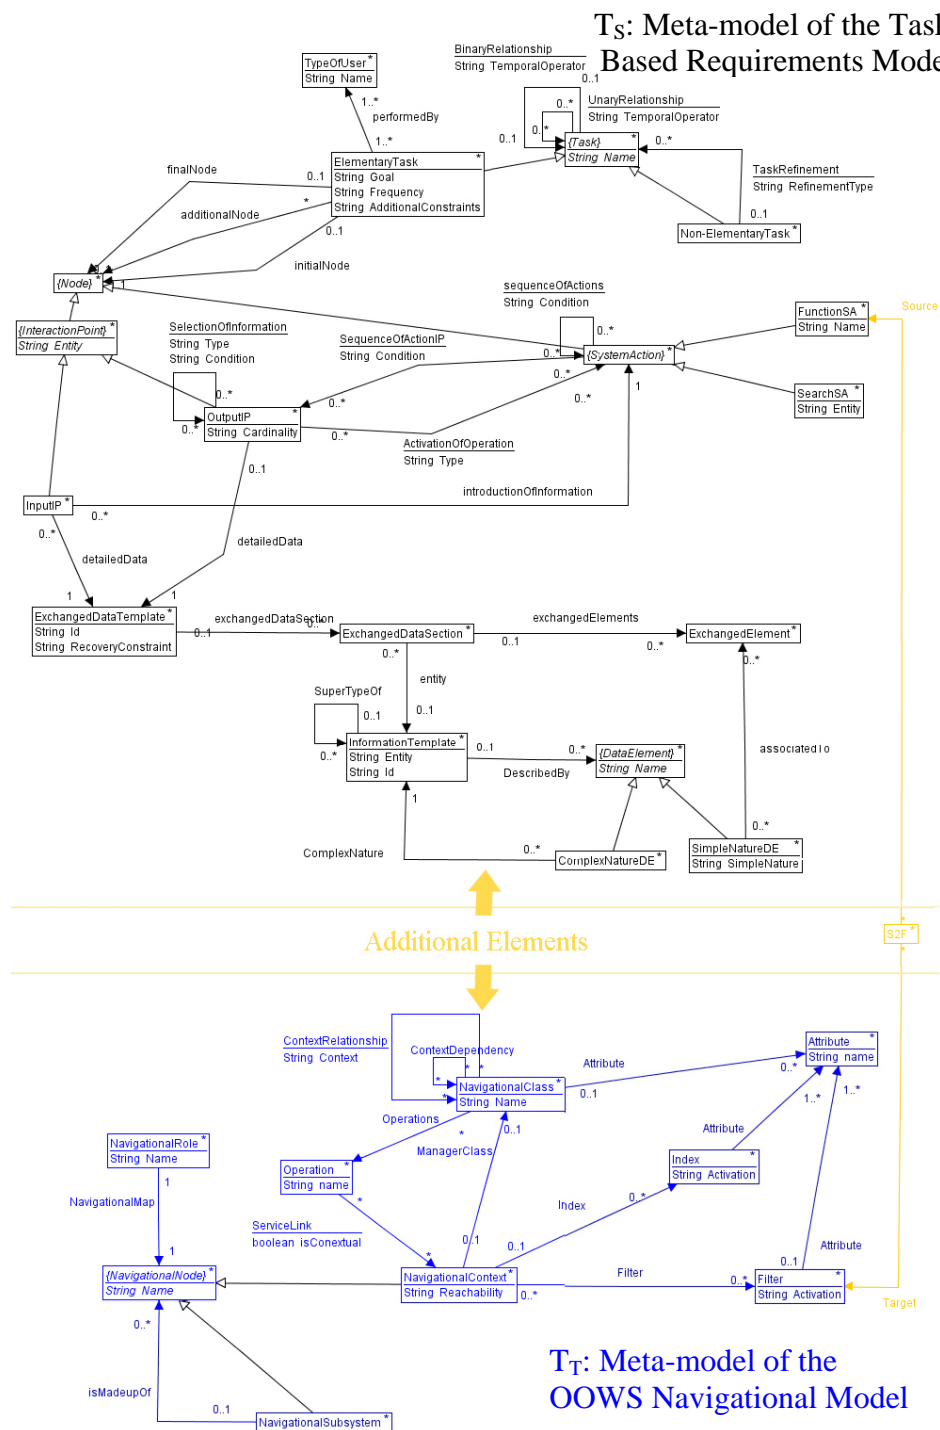 T_S: Meta-model of the Task
Based Requirements Mode
BinaryRelationship
String TemporalOperator
0..1
TypeOfUser *
String Name
1..*
performedBy
1..*
UnaryRelationship
String TemporalOperator
0..*
0..*
0..1
{Task} *
String Name
0..*
TaskRefinement
String RefinementType
0..1
Non-ElementaryTask *
ElementaryTask *
String Goal
String Frequency
String AdditionalConstraints
finalNode
0..1
additionalNode
*
0..1
initialNode
{Node} *
1
{InteractionPoint} *
String Entity
SelectionOfInformation
String Type
String Condition
0..*
0..*
SequenceOfActionIP
String Condition
0..*
0..*
sequenceOfActions
String Condition
0..*
0..*
{SystemAction} *
FunctionSA *
String Name
Source
SearchSA *
String Entity
OutputIP *
String Cardinality
0..*
ActivationOfOperation
String Type
0..*
1
0..1
InputIP *
0..*
introductionOfInformation
0..*
detailedData
detailedData
1
1
ExchangedDataTemplate *
String Id
String RecoveryConstraint
exchangedDataSection
0..1
0..*
ExchangedDataSection *
exchangedElements
0..1
0..*
ExchangedElement *
0..*
0..*
entity
0..1
SuperTypeOf
0..1
0..*
InformationTemplate *
String Entity
String Id
0..1
DescribedBy
0..*
{DataElement} *
String Name
associatedTo
0..*
1
ComplexNature
0..*
ComplexNatureDE *
SimpleNatureDE *
String SimpleNature
Additional Elements
*
S2F *
*
ContextRelationship
String Context
ContextDependency
*
*
*
*
NavigationalClass *
String Name
Attribute
0..1
0..*
Attribute *
String name
1..*
1..*
Operations
*
ManagerClass
0..1
Attribute
NavigationalRole *
String Name
Operation *
String name
*
Index *
String Activation
1
NavigationalMap
ServiceLink
boolean isConextual
*
0..1
0..1
Index
0..*
Attribute
0..1
1
{NavigationalNode} *
String Name
NavigationalContext *
String Reachability
Filter
0..*
0..*
Filter *
String Activation
Target
0..*
isMadeupOf
0..1
NavigationalSubsystem *
T_T: Meta-model of the
OOWS Navigational Model